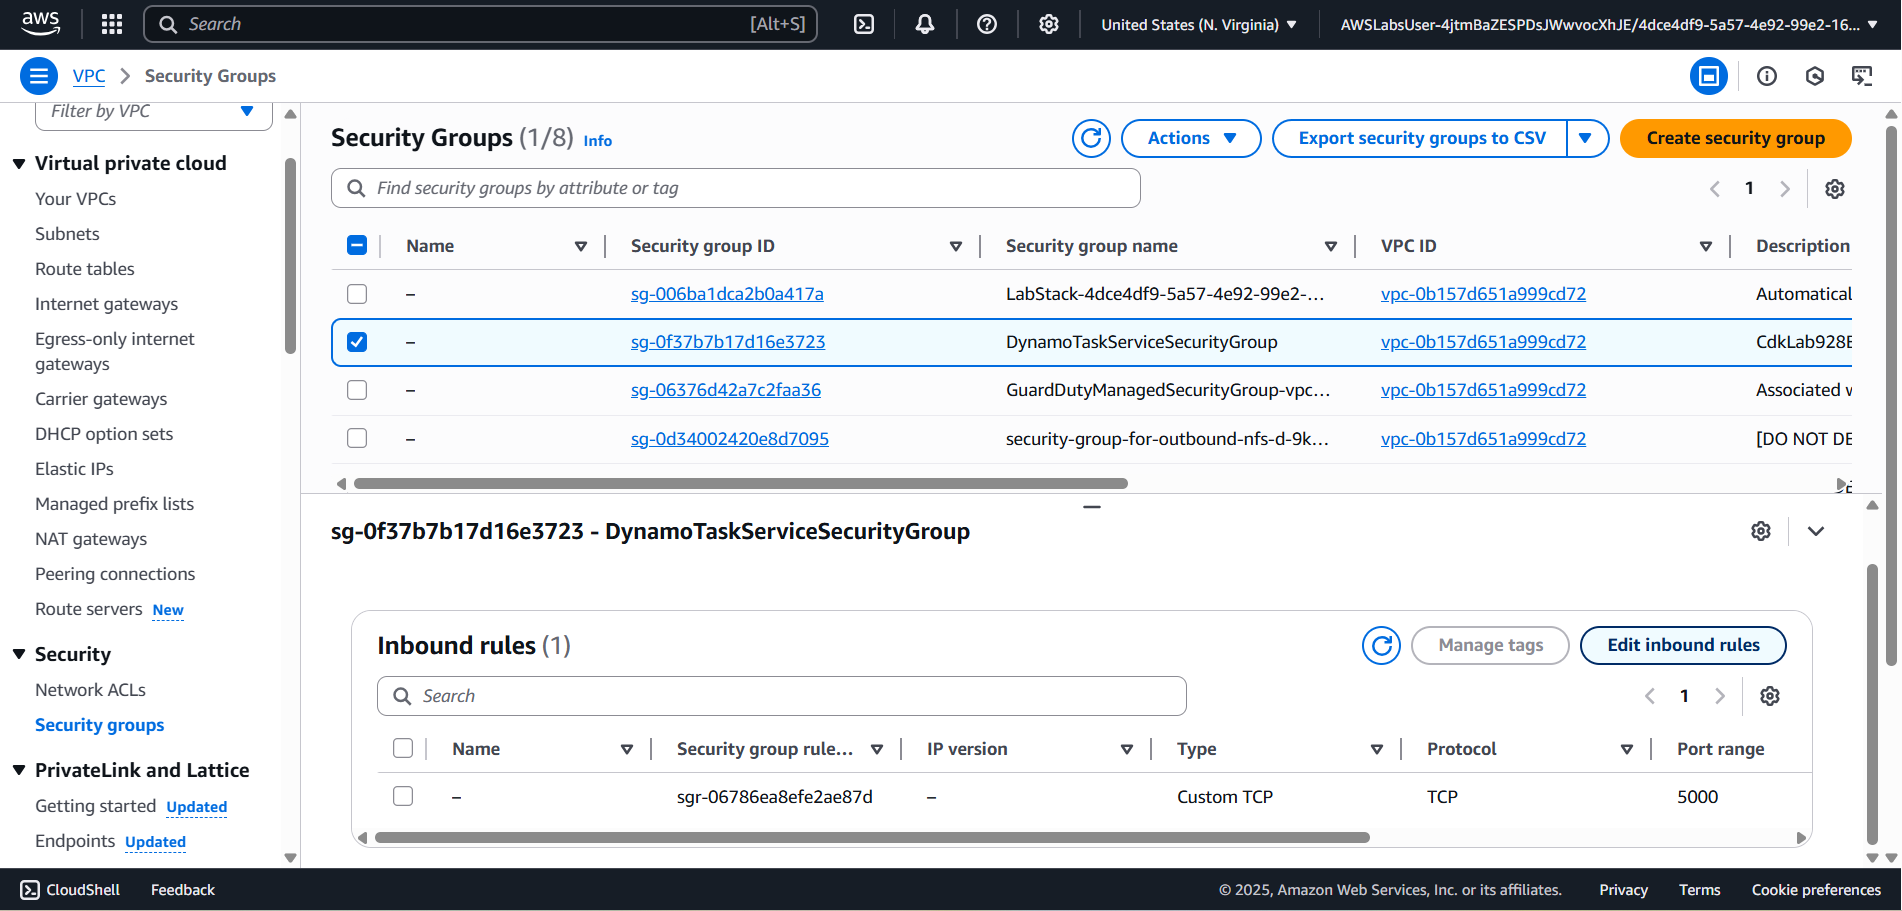 aws
Search [Alt+S]
United States (N. Virginia)
AWSLabsUser-4jtmBaZESPDsJWwvocXhJE/4dce4df9-5a57-4e92-99e2-16...
VPC > Security Groups
Filter by VPC
Virtual private cloud
Your VPCs
Subnets
Route tables
Internet gateways
Egress-only internet
gateways
Carrier gateways
DHCP option sets
Elastic IPs
Managed prefix lists
NAT gateways
Peering connections
Route servers New
Security
Network ACLs
Security groups
PrivateLink and Lattice
Getting started Updated
Endpoints Updated
Security Groups (1/8) Info
Actions
Export security groups to CSV
Create security group
Find security groups by attribute or tag
1
Name Security group ID Security group name VPC ID Description
– sg-006ba1dca2b0a417a LabStack-4dce4df9-5a57-4e92-99e2-... vpc-0b157d651a999cd72 Automatical
– sg-0f37b7b17d16e3723 DynamoTaskServiceSecurityGroup vpc-0b157d651a999cd72 CdkLab928E
– sg-06376d42a7c2faa36 GuardDutyManagedSecurityGroup-vpc... vpc-0b157d651a999cd72 Associated w
– sg-0d34002420e8d7095 security-group-for-outbound-nfs-d-9k... vpc-0b157d651a999cd72 [DO NOT DE
sg-0f37b7b17d16e3723 - DynamoTaskServiceSecurityGroup
Inbound rules (1)
Manage tags
Edit inbound rules
Search
1
Name Security group rule... IP version Type Protocol Port range
– sgr-06786ea8efe2ae87d – Custom TCP TCP 5000
CloudShell Feedback
© 2025, Amazon Web Services, Inc. or its affiliates. Privacy Terms Cookie preferences